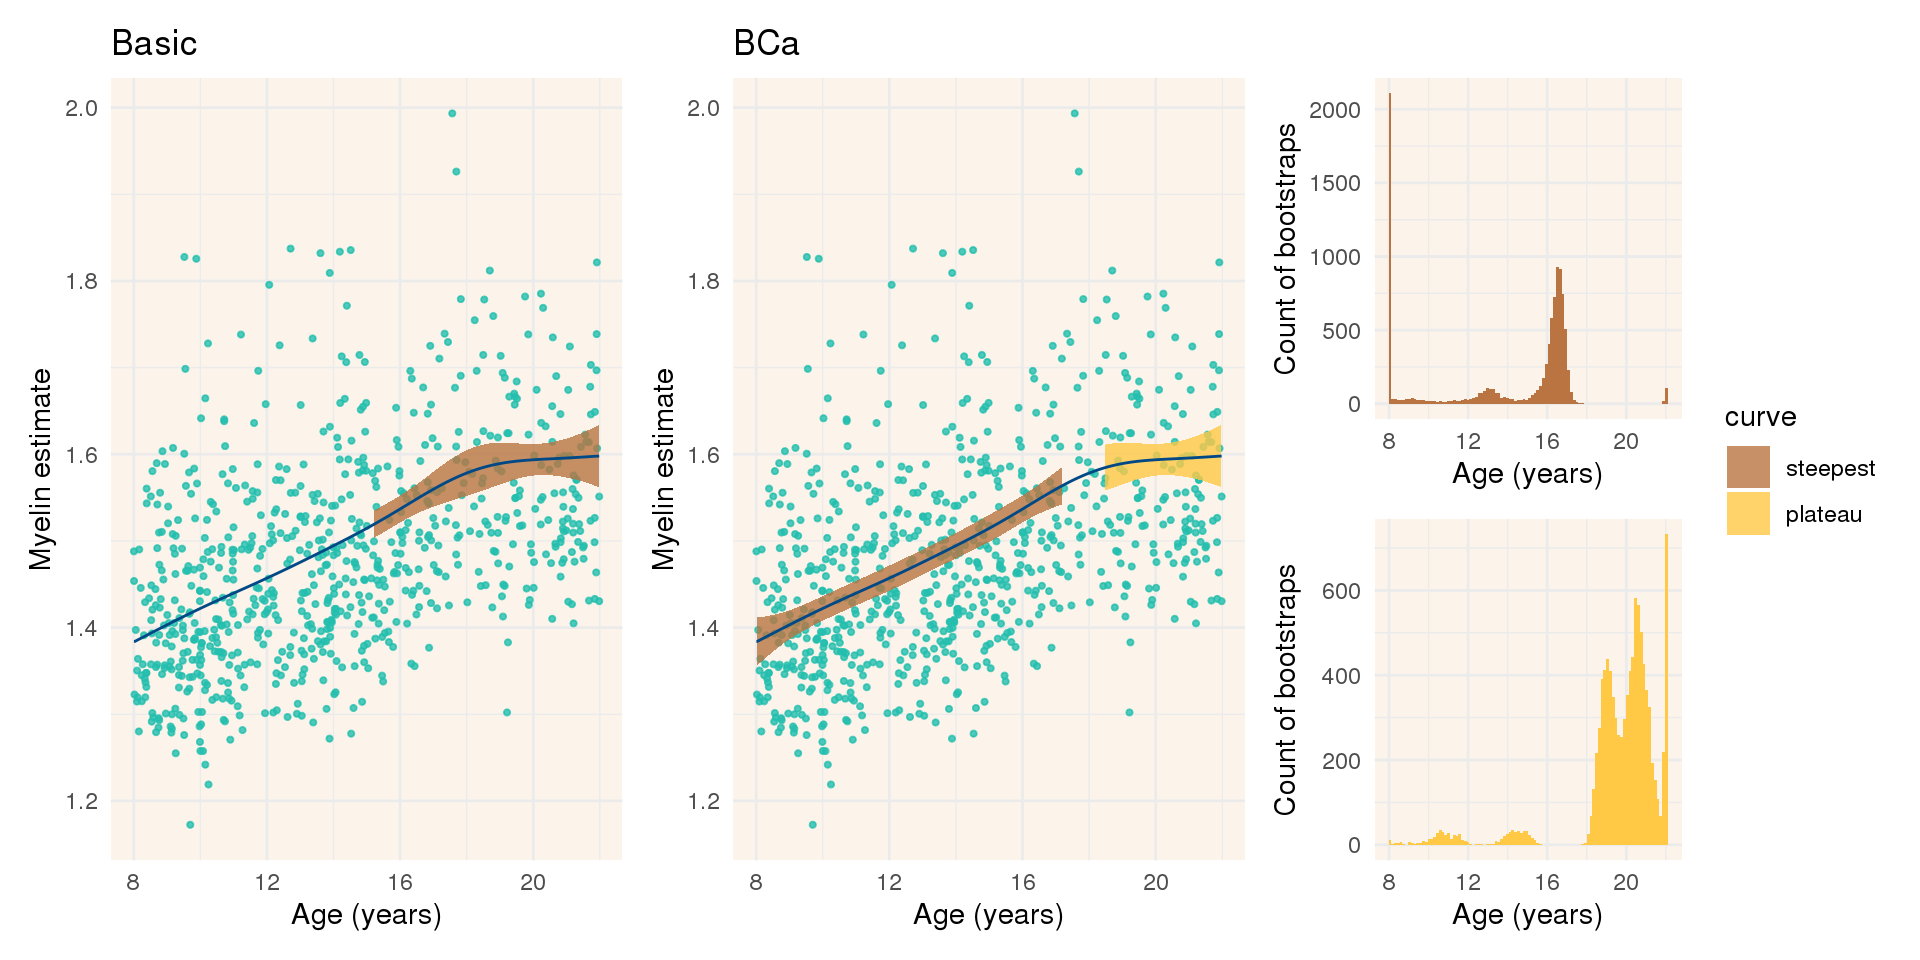 Basic
Myelin estimate
2.0
1.8
1.6
1.4
1.2
8 12 16 20
Age (years)
BCa
Myelin estimate
2.0
1.8
1.6
1.4
1.2
8 12 16 20
Age (years)
Count of bootstraps
2000
1500
1000
500
0
8 12 16 20
Age (years)
Count of bootstraps
600
400
200
0
8 12 16 20
Age (years)
curve
steepest
plateau